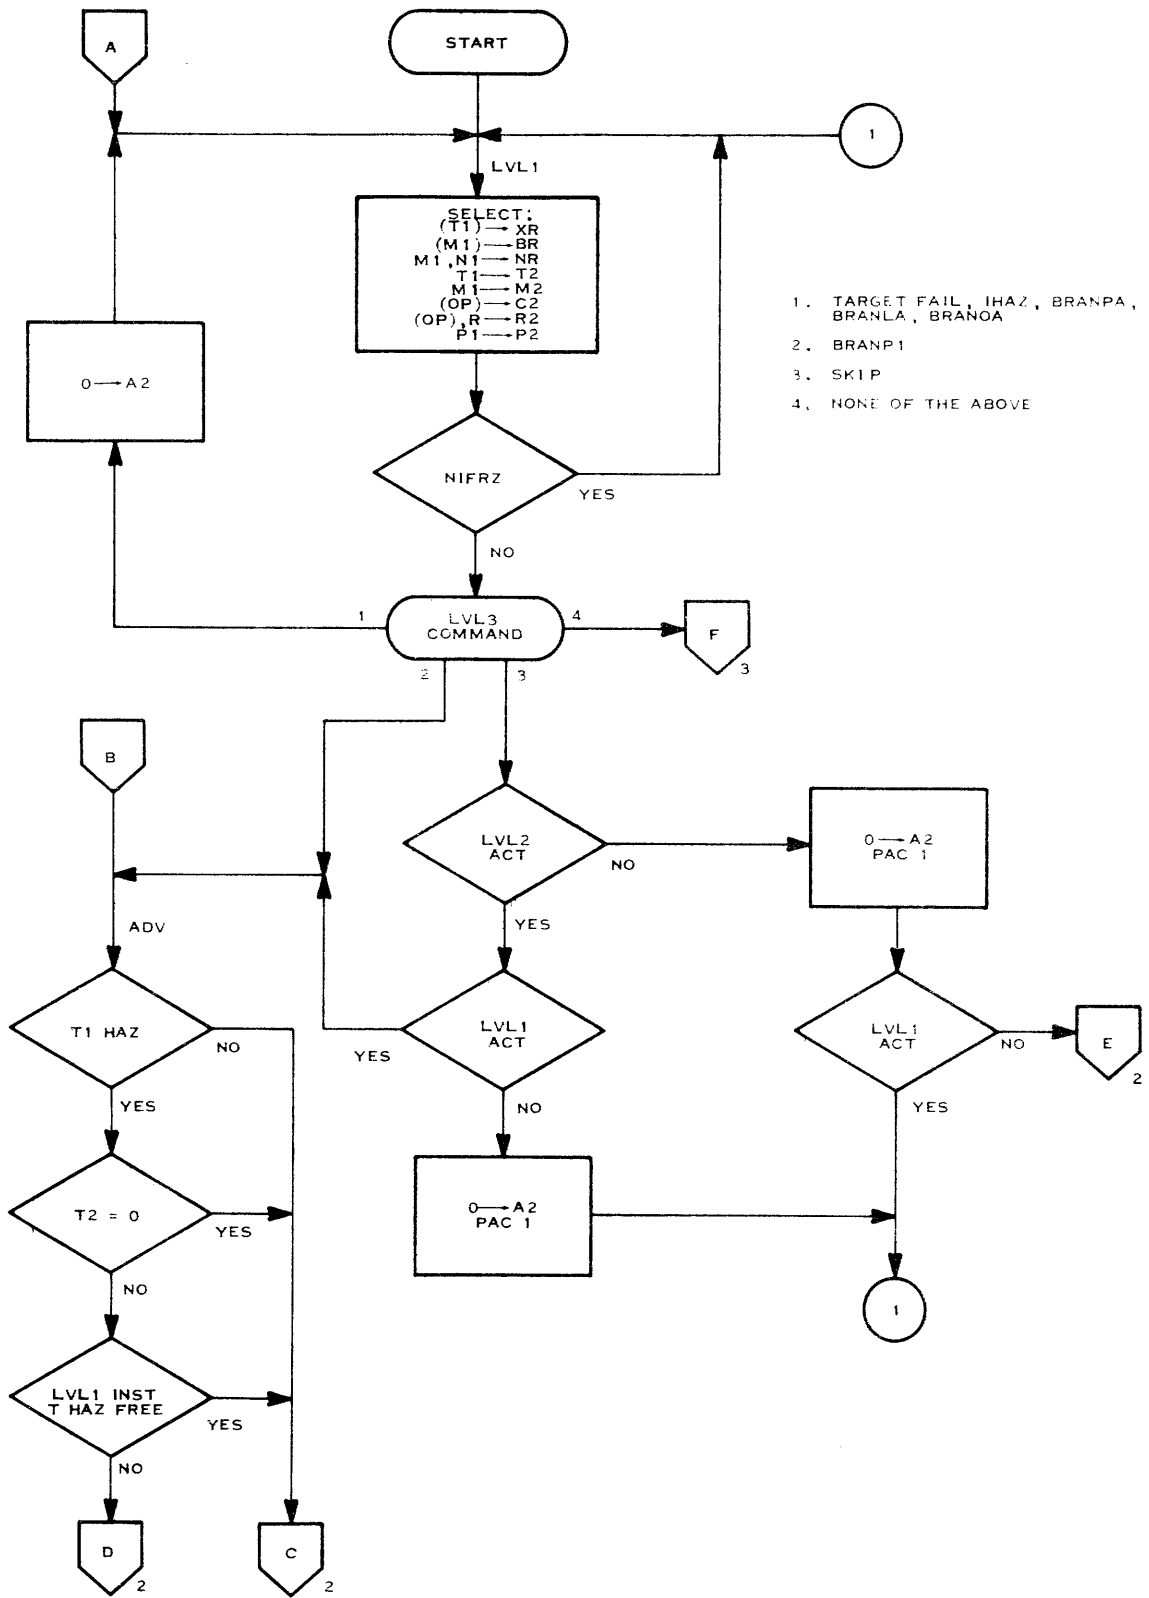 A
START
1
LVL1
SELECT:
(T1)→XR
(M1)→BR
M1,N1→NR
T1→T2
M1→M2
(OP)→C2
(OP),R→R2
P1→P2
1. TARGET FAIL, IHAZ, BRANPA,
BRANLA, BRANOA
2. BRANP1
3. SKIP
4. NONE OF THE ABOVE
0→A2
NIFRZ
YES
NO
1
LVL3
COMMAND
4
F
3
2
3
B
LVL2
ACT
NO
0→A2
PAC 1
YES
ADV
T1 HAZ
NO
YES
LVL1
ACT
LVL1
ACT
NO
E
2
YES
NO
YES
T2 = 0
YES
0→A2
PAC 1
NO
1
LVL1 INST
T HAZ FREE
YES
NO
D
2
C
2